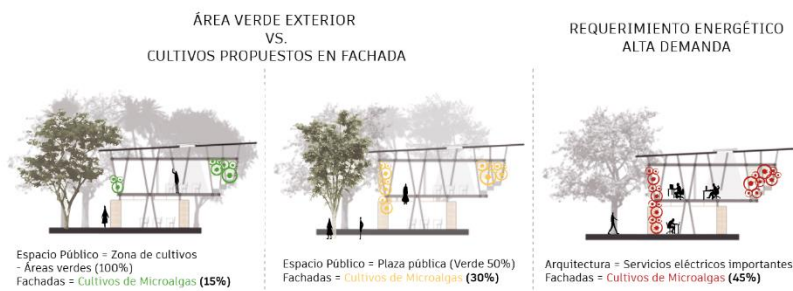 ÁREA VERDE EXTERIOR
VS.
CULTIVOS PROPUESTOS EN FACHADA
REQUERIMIENTO ENERGÉTICO
ALTA DEMANDA
Espacio Público = Zona de cultivos
- Áreas verdes (100%)
Fachadas = Cultivos de Microalgas (15%)
Espacio Público = Plaza pública (Verde 50%)
Fachadas = Cultivos de Microalgas (30%)
Arquitectura = Servicios eléctricos importantes
Fachadas = Cultivos de Microalgas (45%)